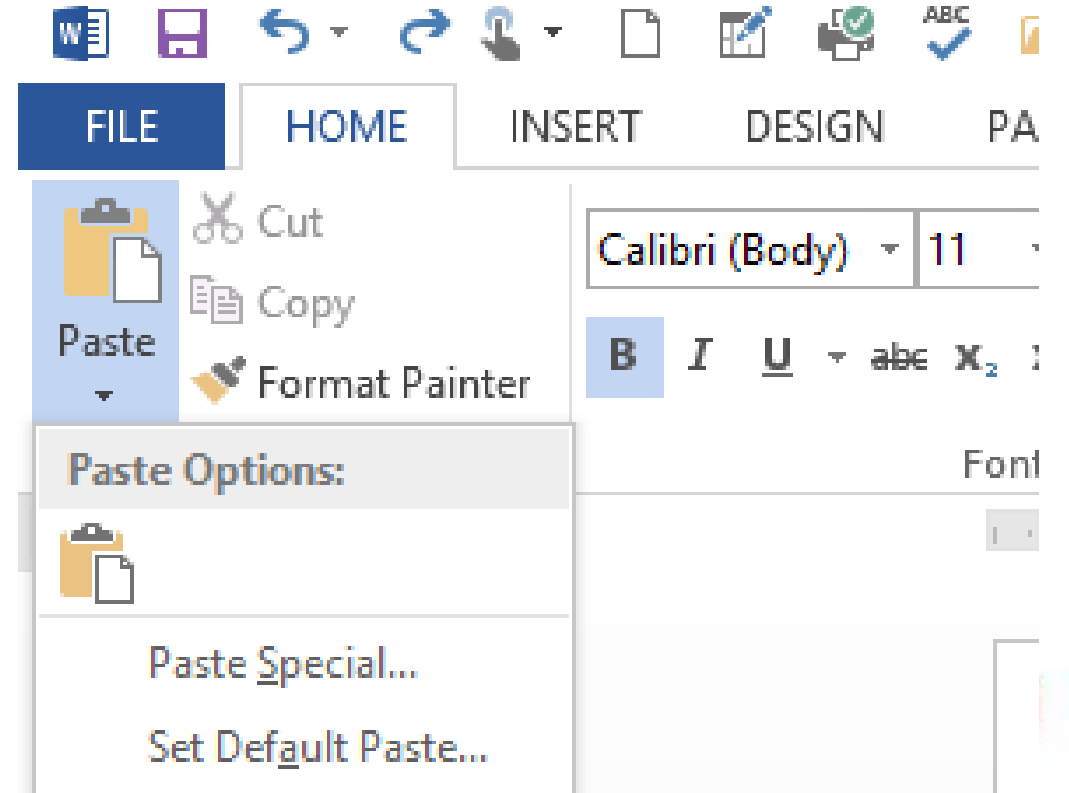 ABC
FILE HOME INSERT DESIGN PA
Cut
Calibri (Body) 11
Copy
Paste
B I U abc X₂
Format Painter
Paste Options:
Font
Paste Special...
Set Default Paste...